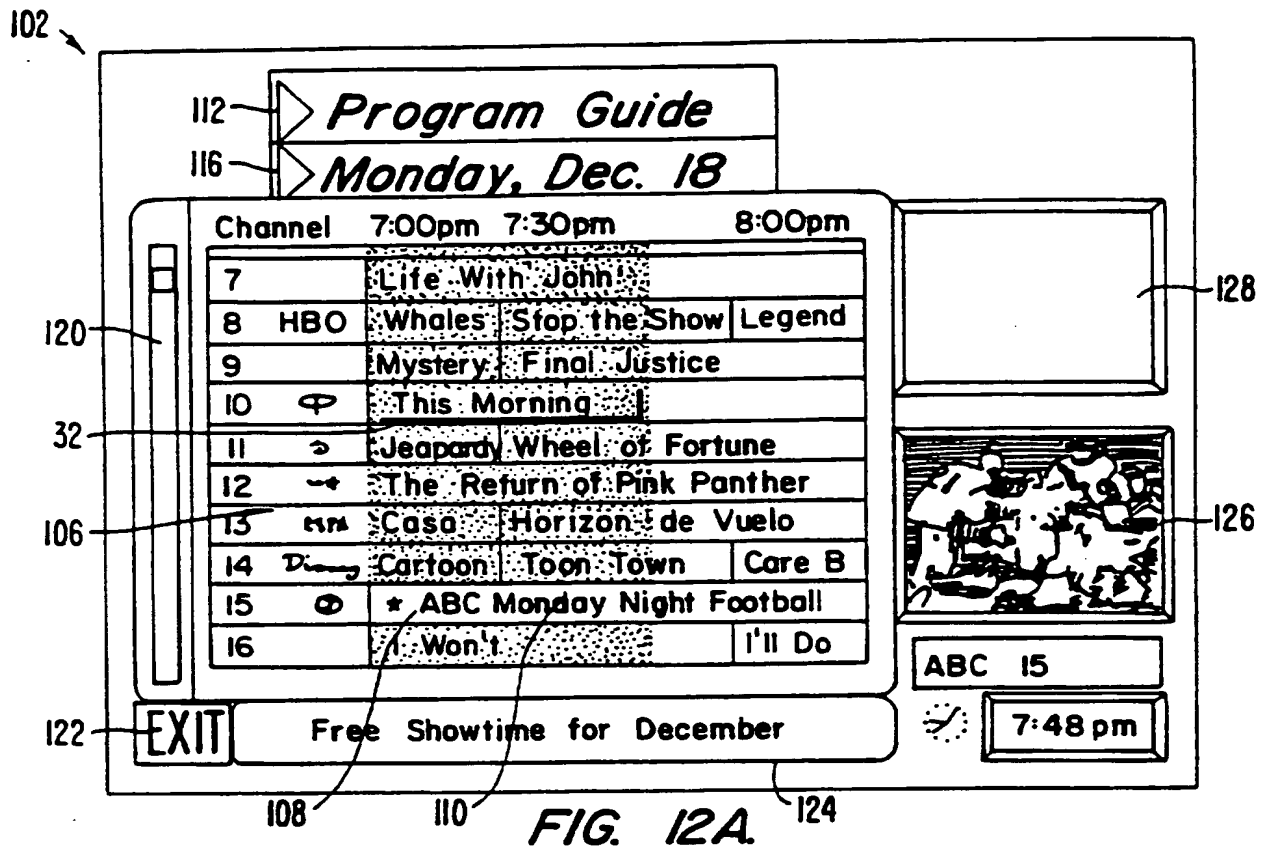 102
112
Program Guide
116
Monday, Dec. 18
Channel 7:00pm 7:30pm 8:00pm
7 Life With John
128
8 HBO Whales Stop the Show Legend
120
9 Mystery Final Justice
10 This Morning
32
11 Jeapardy Wheel of Fortune
12 The Return of Pink Panther
106
13 Casa Horizon de Vuelo
126
14 Disney Cartoon Toon Town Care B
15 * ABC Monday Night Football
16 I Won't I'll Do
ABC 15
122
EXIT
Free Showtime for December
7:48 pm
108
110
124
FIG. 12A.